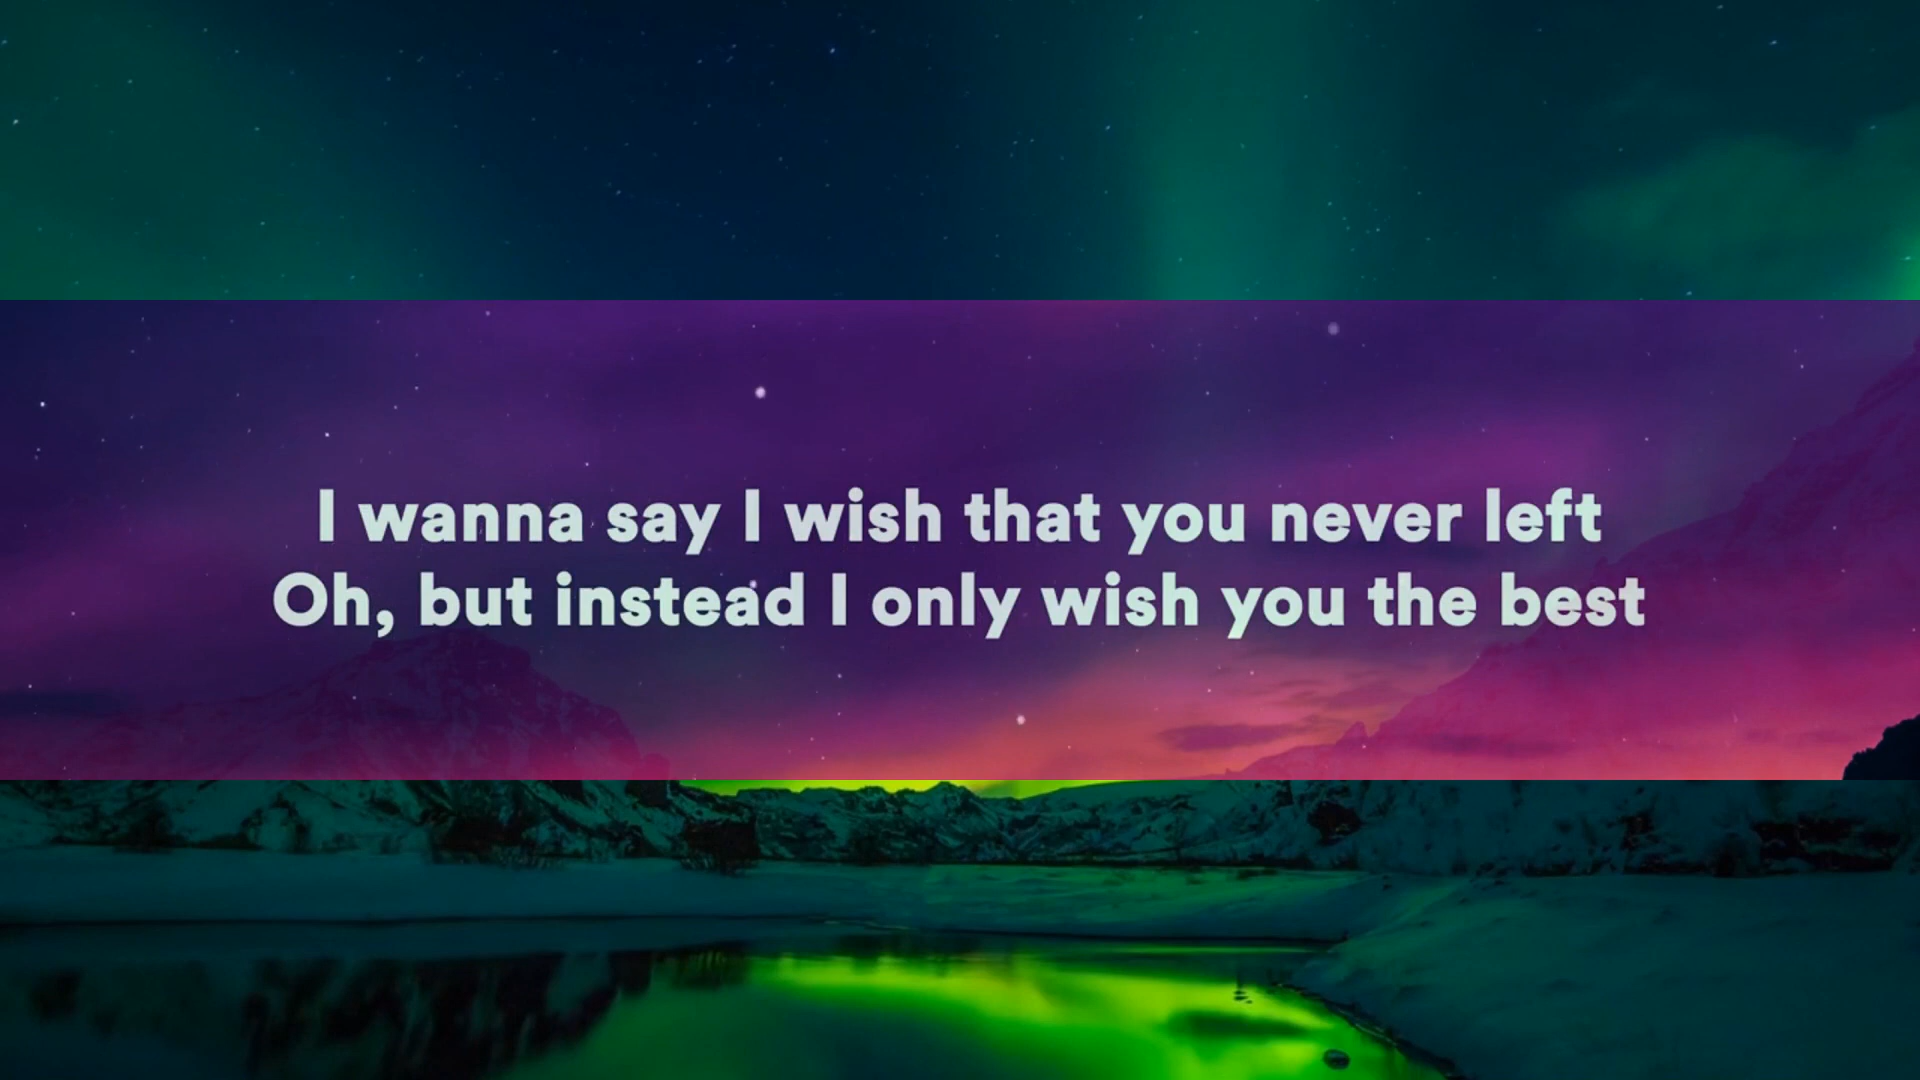 I wanna say I wish that you never left
Oh, but instead I only wish you the best